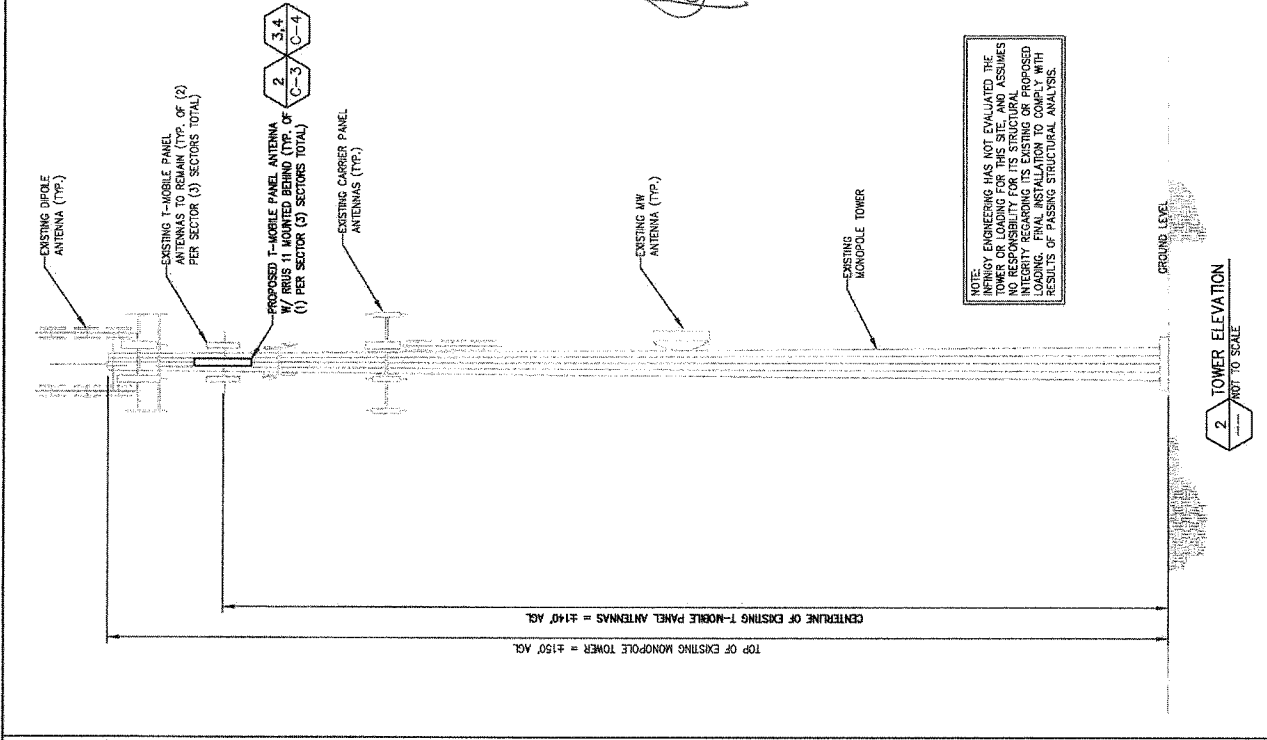 EXISTING DIPOLE
ANTENNA (TYP.)
EXISTING T-MOBILE PANEL
ANTENNAS TO REMAIN (TYP. OF (2)
PER SECTOR (3) SECTORS TOTAL)
PROPOSED T-MOBILE PANEL ANTENNA
W/ RRUS 11 MOUNTED BEHIND (TYP. OF
(1) PER SECTOR (3) SECTORS TOTAL)
2
C-3
3,4
C-4
EXISTING CARRIER PANEL
ANTENNAS (TYP.)
EXISTING MW
ANTENNA (TYP.)
EXISTING
MONOPOLE TOWER
NOTE:
INFINIGY ENGINEERING HAS NOT EVALUATED THE
TOWER OR LOADING FOR THIS SITE, AND ASSUMES
NO RESPONSIBILITY FOR ITS STRUCTURAL
INTEGRITY REGARDING ITS EXISTING OR PROPOSED
LOADING. FINAL INSTALLATION TO COMPLY WITH
RESULTS OF PASSING STRUCTURAL ANALYSIS.
GROUND LEVEL
CENTERLINE OF EXISTING T-MOBILE PANEL ANTENNAS = ±140' AGL
TOP OF EXISTING MONOPOLE TOWER = ±150' AGL
2
TOWER ELEVATION
NOT TO SCALE